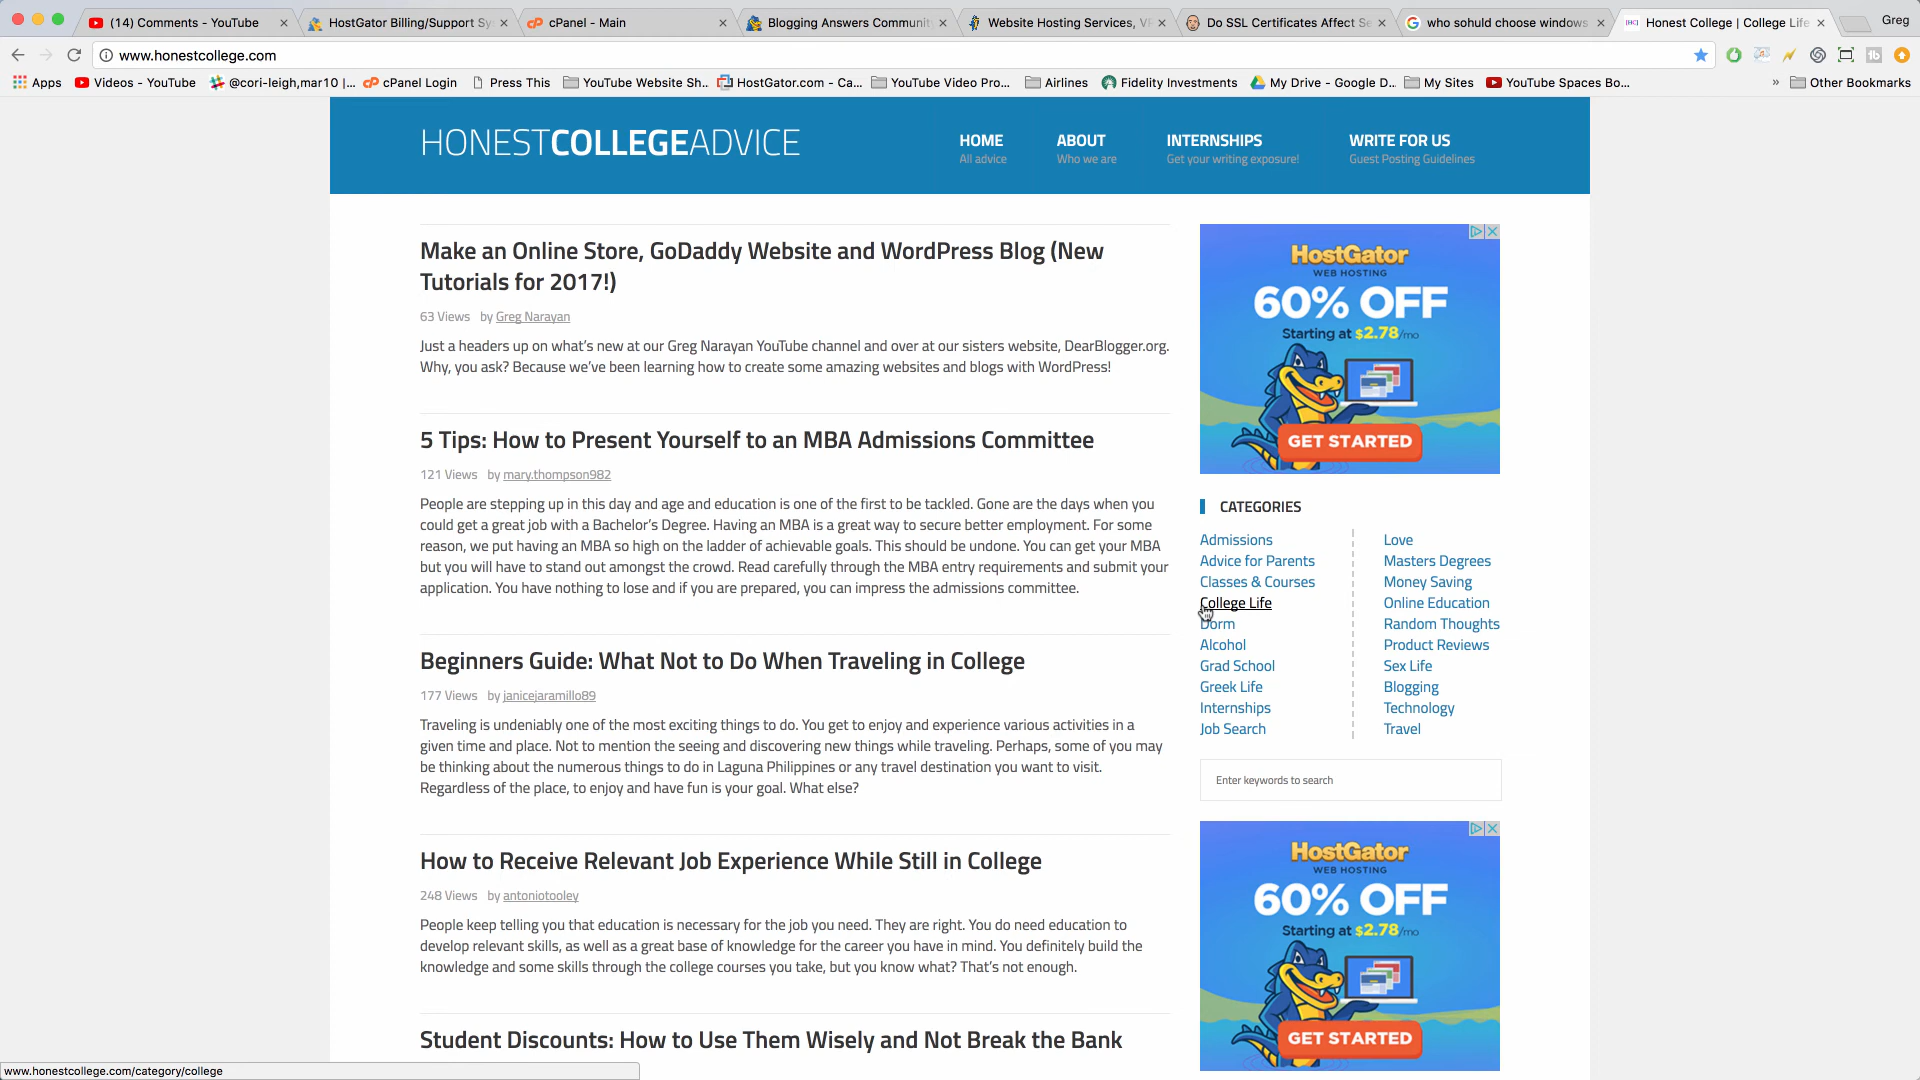 (14) Comments - YouTube
HostGator Billing/Support Sy
cPanel - Main
Blogging Answers Communit
Website Hosting Services, VP
Do SSL Certificates Affect Se
who sohuld choose windows
Honest College | College Life
Greg
www.honestcollege.com
Apps
Videos - YouTube
@cori-leigh,mar10 |...
cPanel Login
Press This
YouTube Website Sh...
HostGator.com - Ca...
YouTube Video Pro...
Airlines
Fidelity Investments
My Drive - Google D...
My Sites
YouTube Spaces Bo...
»
Other Bookmarks
HONESTCOLLEGEADVICE
HOME
All advice
ABOUT
Who we are
INTERNSHIPS
Get your writing exposure!
WRITE FOR US
Guest Posting Guidelines
Make an Online Store, GoDaddy Website and WordPress Blog (New
Tutorials for 2017!)
63 Views by Greg Narayan
Just a headers up on what's new at our Greg Narayan YouTube channel and over at our sisters website, DearBlogger.org.
Why, you ask? Because we've been learning how to create some amazing websites and blogs with WordPress!
5 Tips: How to Present Yourself to an MBA Admissions Committee
121 Views by mary.thompson982
People are stepping up in this day and age and education is one of the first to be tackled. Gone are the days when you
could get a great job with a Bachelor's Degree. Having an MBA is a great way to secure better employment. For some
reason, we put having an MBA so high on the ladder of achievable goals. This should be undone. You can get your MBA
but you will have to stand out amongst the crowd. Read carefully through the MBA entry requirements and submit your
application. You have nothing to lose and if you are prepared, you can impress the admissions committee.
Beginners Guide: What Not to Do When Traveling in College
177 Views by janicejaramillo89
Traveling is undeniably one of the most exciting things to do. You get to enjoy and experience various activities in a
given time and place. Not to mention the seeing and discovering new things while traveling. Perhaps, some of you may
be thinking about the numerous things to do in Laguna Philippines or any travel destination you want to visit.
Regardless of the place, to enjoy and have fun is your goal. What else?
How to Receive Relevant Job Experience While Still in College
248 Views by antoniotooley
People keep telling you that education is necessary for the job you need. They are right. You do need education to
develop relevant skills, as well as a great base of knowledge for the career you have in mind. You definitely build the
knowledge and some skills through the college courses you take, but you know what? That's not enough.
Student Discounts: How to Use Them Wisely and Not Break the Bank
HostGator
WEB HOSTING
60% OFF
Starting at $2.78/mo
GET STARTED
CATEGORIES
Admissions
Advice for Parents
Classes & Courses
College Life
Dorm
Alcohol
Grad School
Greek Life
Internships
Job Search
Love
Masters Degrees
Money Saving
Online Education
Random Thoughts
Product Reviews
Sex Life
Blogging
Technology
Travel
Enter keywords to search
HostGator
WEB HOSTING
60% OFF
Starting at $2.78/mo
GET STARTED
www.honestcollege.com/category/college